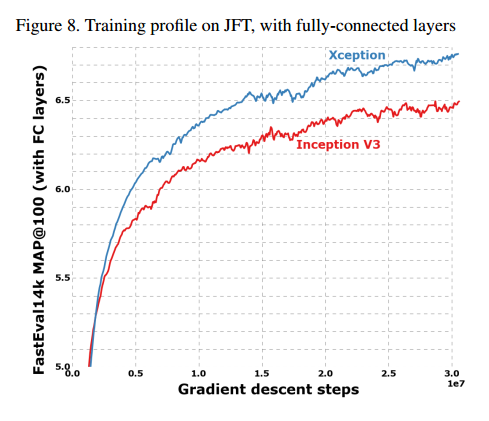 Figure 8. Training profile on JFT, with fully-connected layers
Xception
Inception V3
FastEval14k MAP@100 (with FC layers)
6.5
6.0
5.5
5.0
0.0 0.5 1.0 1.5 2.0 2.5 3.0
1e7
Gradient descent steps